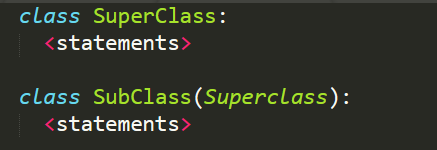 class SuperClass:
  <statements>

class SubClass(Superclass):
  <statements>